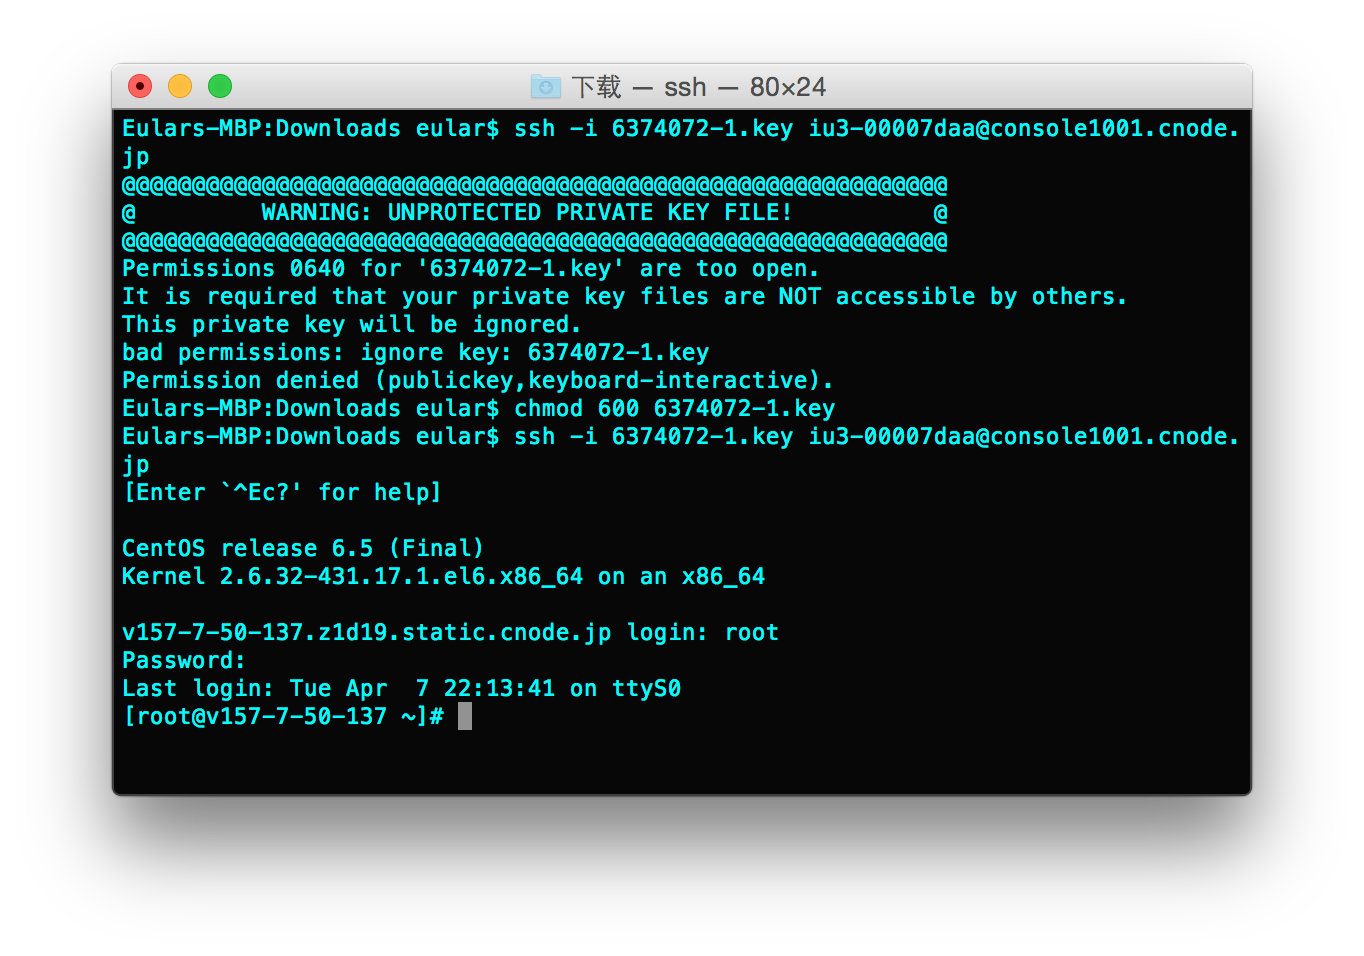 下载 — ssh — 80×24
Eulars-MBP:Downloads eular$ ssh -i 6374072-1.key iu3-00007daa@console1001.cnode.
jp
@@@@@@@@@@@@@@@@@@@@@@@@@@@@@@@@@@@@@@@@@@@@@@@@@@@@@@@@@@@
@         WARNING: UNPROTECTED PRIVATE KEY FILE!          @
@@@@@@@@@@@@@@@@@@@@@@@@@@@@@@@@@@@@@@@@@@@@@@@@@@@@@@@@@@@
Permissions 0640 for '6374072-1.key' are too open.
It is required that your private key files are NOT accessible by others.
This private key will be ignored.
bad permissions: ignore key: 6374072-1.key
Permission denied (publickey,keyboard-interactive).
Eulars-MBP:Downloads eular$ chmod 600 6374072-1.key
Eulars-MBP:Downloads eular$ ssh -i 6374072-1.key iu3-00007daa@console1001.cnode.
jp
[Enter `^Ec?' for help]
CentOS release 6.5 (Final)
Kernel 2.6.32-431.17.1.el6.x86_64 on an x86_64
v157-7-50-137.z1d19.static.cnode.jp login: root
Password:
Last login: Tue Apr  7 22:13:41 on ttyS0
[root@v157-7-50-137 ~]#